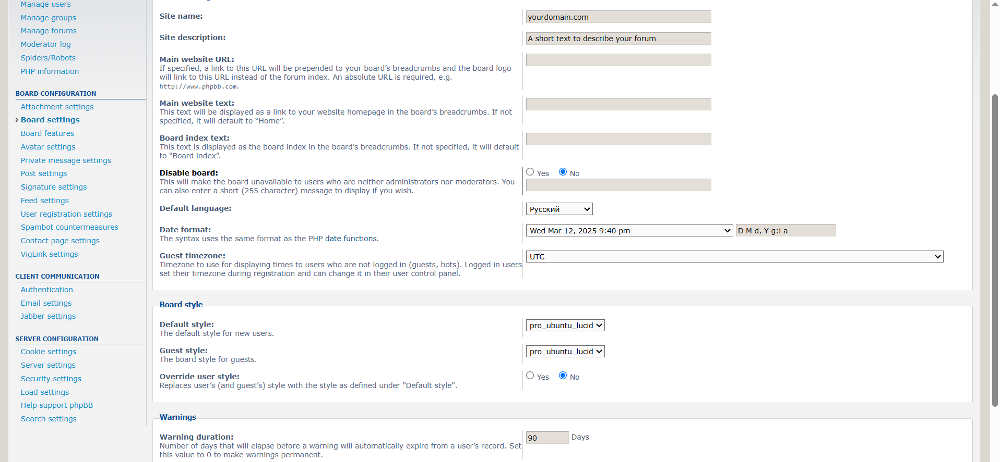 Manage users
Manage groups
Manage forums
Moderator log
Spiders/Robots
PHP information
BOARD CONFIGURATION
Attachment settings
Board settings
Board features
Avatar settings
Private message settings
Post settings
Signature settings
Feed settings
User registration settings
Spambot countermeasures
Contact page settings
VigLink settings
CLIENT COMMUNICATION
Authentication
Email settings
Jabber settings
SERVER CONFIGURATION
Cookie settings
Server settings
Security settings
Load settings
Help support phpBB
Search settings
Site name:
yourdomain.com
Site description:
A short text to describe your forum
Main website URL:
If specified, a link to this URL will be prepended to your board’s breadcrumbs and the board logo
will link to this URL instead of the forum index. An absolute URL is required, e.g.
http://www.phpbb.com.
Main website text:
This text will be displayed as a link to your website homepage in the board’s breadcrumbs. If not
specified, it will default to “Home”.
Board index text:
This text is displayed as the board index in the board’s breadcrumbs. If not specified, it will default
to “Board index”.
Disable board:
This will make the board unavailable to users who are neither administrators nor moderators. You
can also enter a short (255 character) message to display if you wish.
Yes No
Default language:
Русский
Date format:
The syntax uses the same format as the PHP date functions.
Wed Mar 12, 2025 9:40 pm
D M d, Y g:i a
Guest timezone:
Timezone to use for displaying times to users who are not logged in (guests, bots). Logged in users
set their timezone during registration and can change it in their user control panel.
UTC
Board style
Default style:
The default style for new users.
pro_ubuntu_lucid
Guest style:
The board style for guests.
pro_ubuntu_lucid
Override user style:
Replaces user’s (and guest’s) style with the style as defined under "Default style".
Yes No
Warnings
Warning duration:
Number of days that will elapse before a warning will automatically expire from a user’s record. Set
this value to 0 to make warnings permanent.
90 Days